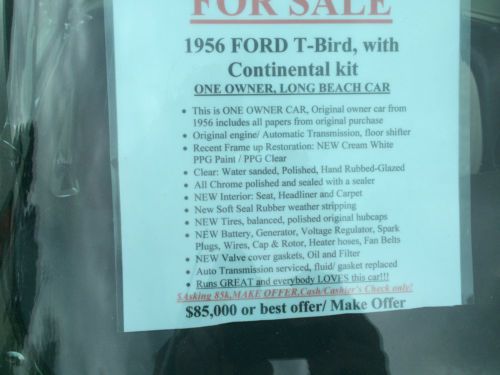 FOR SALE
1956 FORD T-Bird, with
Continental kit
ONE OWNER, LONG BEACH CAR
• This is ONE OWNER CAR, Original owner car from
1956 includes all papers from original purchase
• Original engine/ Automatic Transmission, floor shifter
• Recent Frame up Restoration: NEW Cream White
PPG Paint / PPG Clear
• Clear: Water sanded, Polished, Hand Rubbed-Glazed
• All Chrome polished and sealed with a sealer
• NEW Interior: Seat, Headliner and Carpet
• New Soft Seal Rubber weather stripping
• NEW Tires, balanced, polished original hubcaps
• NEW Battery, Generator, Voltage Regulator, Spark
Plugs, Wires, Cap & Rotor, Heater hoses, Fan Belts
• NEW Valve cover gaskets, Oil and Filter
• Auto Transmission serviced, fluid/ gasket replaced
• Runs GREAT and everybody LOVES this car!!!
$Asking 85k,MAKE OFFER,Cash/Cashier's Check only!
$85,000 or best offer/ Make Offer